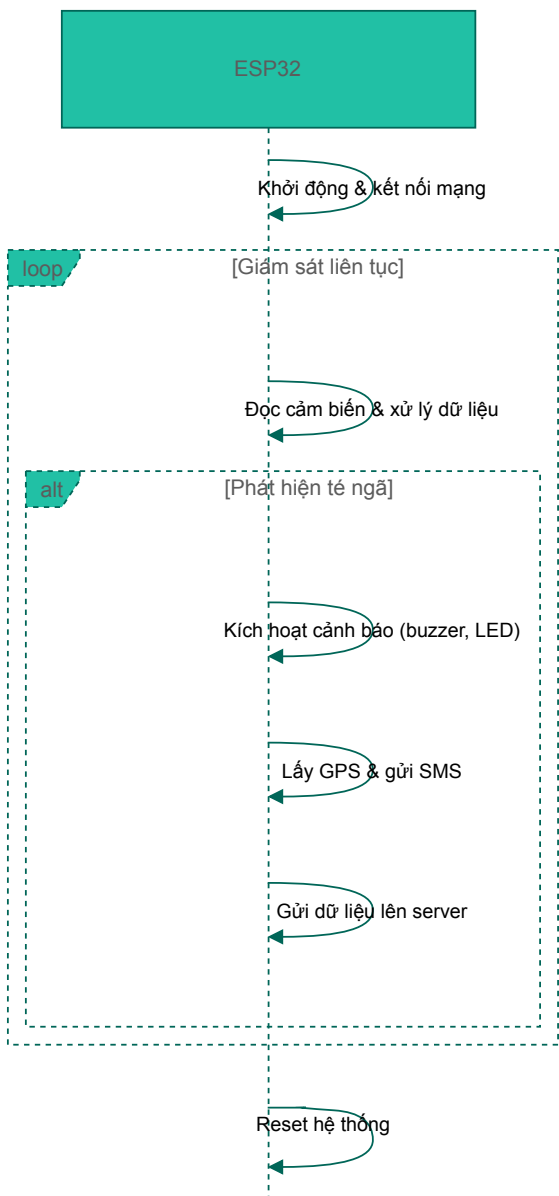 ESP32
Khởi động & kết nối mạng
loop
[Giám sát liên tục]
Đọc cảm biến & xử lý dữ liệu
alt
[Phát hiện té ngã]
Kích hoạt cảnh báo (buzzer, LED)
Lấy GPS & gửi SMS
Gửi dữ liệu lên server
Reset hệ thống